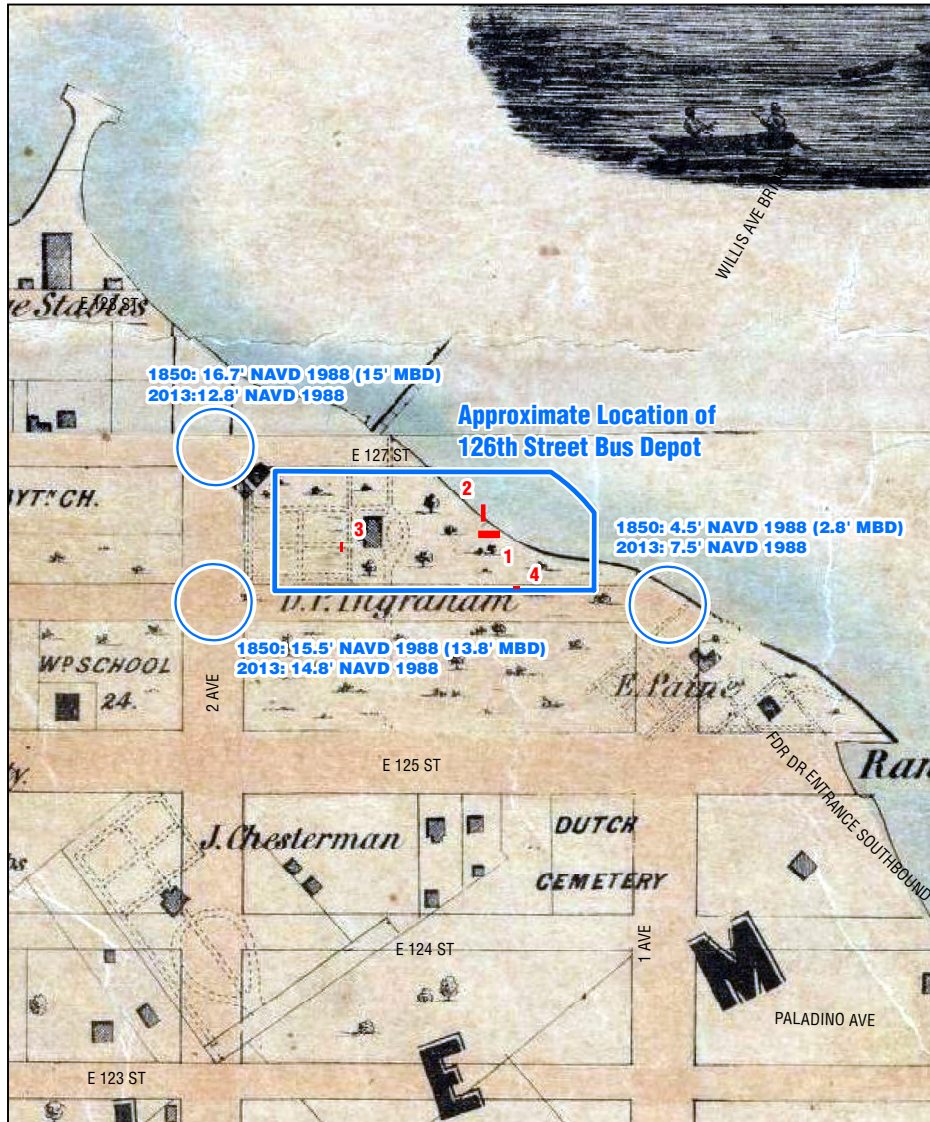 WILLIS AVE BRI
e Stables
E 128 ST
1850: 16.7' NAVD 1988 (15' MBD)
2013:12.8' NAVD 1988
Approximate Location of
126th Street Bus Depot
E 127 ST
2
1850: 4.5' NAVD 1988 (2.8' MBD)
2013: 7.5' NAVD 1988
3
1
4
D. P. Ingraham
1850: 15.5' NAVD 1988 (13.8' MBD)
2013: 14.8' NAVD 1988
WD SCHOOL
24.
2 AVE
E. Paine
E 125 ST
FDR DR ENTRANCE SOUTHBOUND
Ran
J. Chesterman
DUTCH
CEMETERY
E 124 ST
1 AVE
M
PALADINO AVE
E
E 123 ST